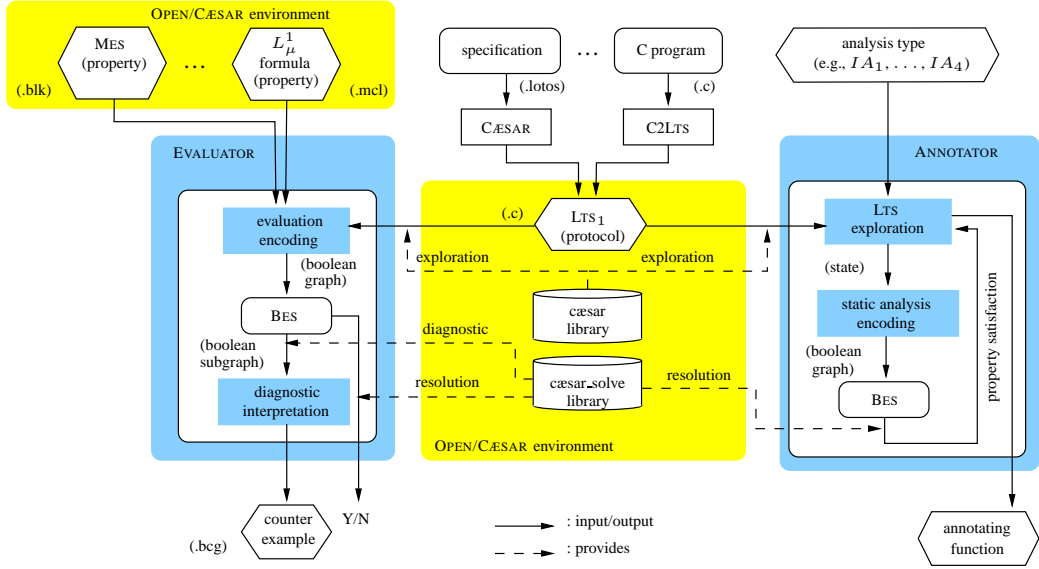 OPEN/CÆSAR environment
MES
(property)
...
L¹μ
formula
(property)
(.blk)
(.mcl)
specification
...
C program
(.lotos)
(.c)
CÆSAR
C2LTS
analysis type
(e.g., IA₁, . . . , IA₄)
EVALUATOR
evaluation
encoding
(boolean
graph)
BES
(boolean
subgraph)
diagnostic
interpretation
counter
example
(.bcg)
Y/N
(.c)
LTS₁
(protocol)
exploration
exploration
cæsar
library
diagnostic
resolution
cæsar_solve
library
resolution
OPEN/CÆSAR environment
ANNOTATOR
LTS
exploration
(state)
static analysis
encoding
(boolean
graph)
BES
property satisfaction
annotating
function
: input/output
: provides